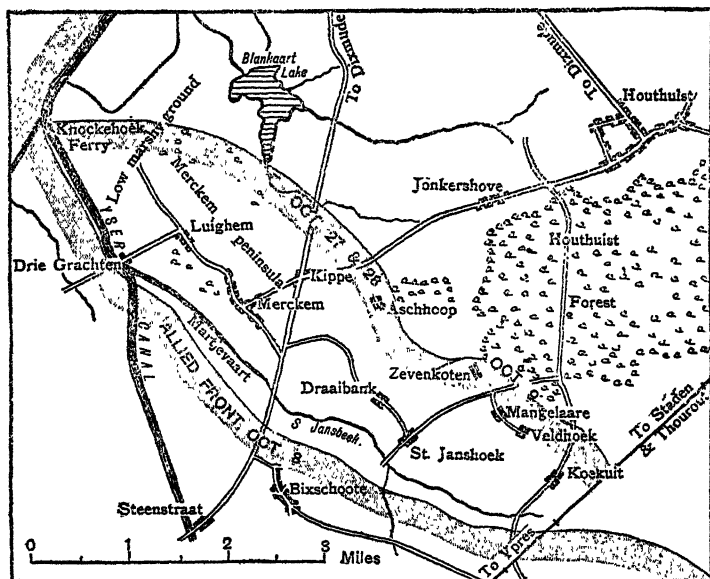 Blankaart
Lake
To Dixmude
To Dixmude
Houthulst
Knockehoek
Ferry
Low marshy ground
Merckem
peninsula
Jonkershove
OCT. 27 & 28
Houthulst
Forest
YSER
CANAL
Luighem
Drie Grachten
Kippe
Merckem
Aschhoop
Martjevaart
ALLIED FRONT, OCT.
Zevenkoten
OCT.
Draaibank
Mangelaare
Veldhoek
S. Jansbeek.
St. Janshoek
To Staden
& Thourout
Koekuit
Bixschoote
Steenstraat
To Ypres
0 1 2 3
Miles